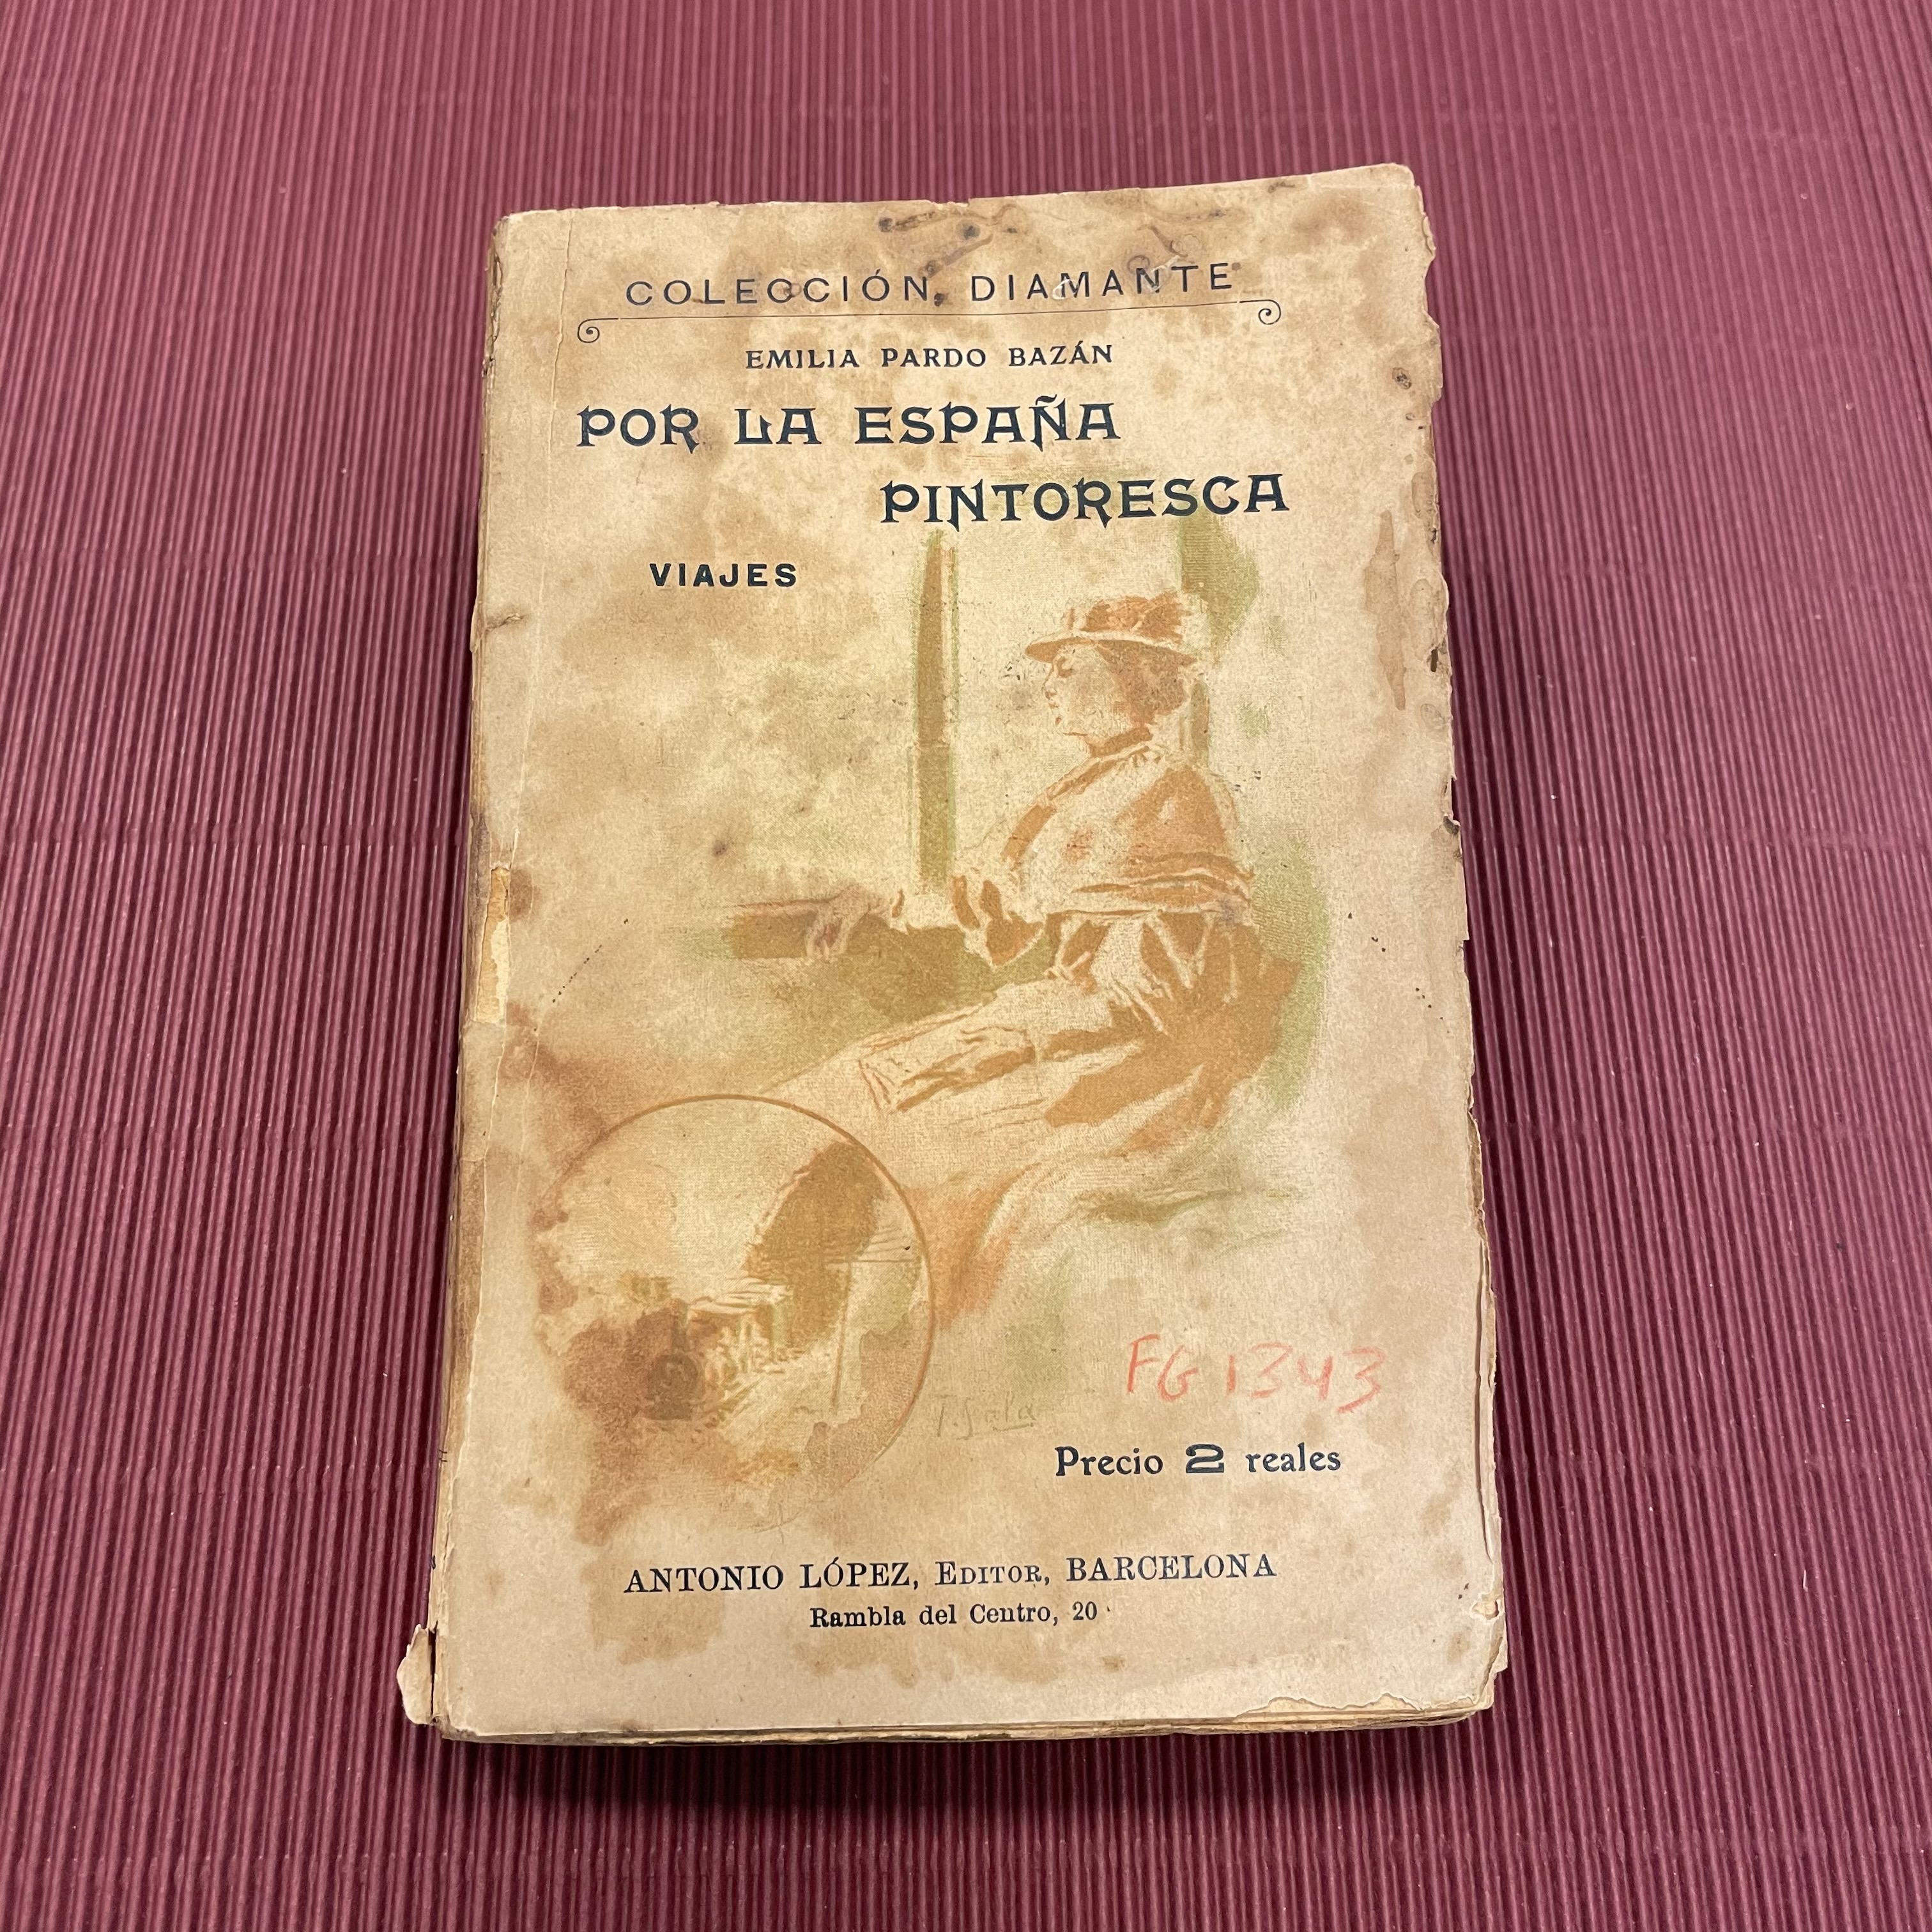 COLECCIÓN DIAMANTE
EMILIA PARDO BAZÁN
POR LA ESPAÑA
PINTORESCA
VIAJES
FG 1343
T. Sala
Precio 2 reales
ANTONIO LÓPEZ, EDITOR, BARCELONA
Rambla del Centro, 20